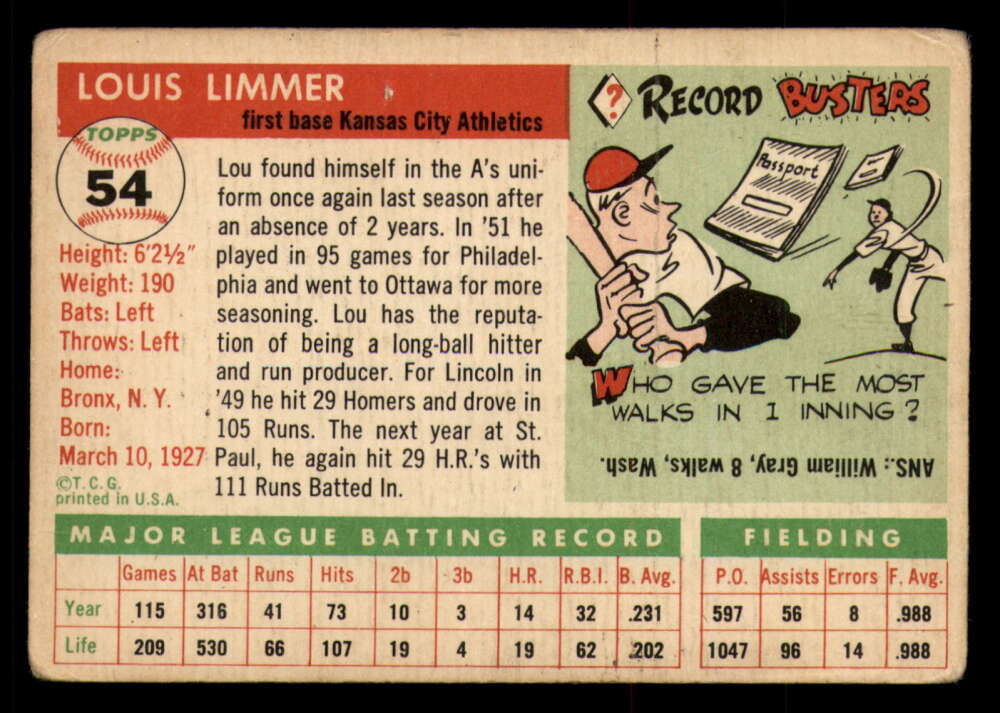 LOUIS LIMMER
first base Kansas City Athletics
TOPPS
54
Height: 6'2½"
Weight: 190
Bats: Left
Throws: Left
Home:
Bronx, N. Y.
Born:
March 10, 1927
©T. C. G.
printed in U.S.A.
Lou found himself in the A's uni-
form once again last season after
an absence of 2 years. In '51 he
played in 95 games for Philadel-
phia and went to Ottawa for more
seasoning. Lou has the reputa-
tion of being a long-ball hitter
and run producer. For Lincoln in
'49 he hit 29 Homers and drove in
105 Runs. The next year at St.
Paul, he again hit 29 H.R.'s with
111 Runs Batted In.
? RECORD BUSTERS
Passport
WHO GAVE THE MOST
WALKS IN 1 INNING?
ANS.: William Gray, 8 walks, Wash.
MAJOR LEAGUE BATTING RECORD
Games At Bat Runs Hits 2b 3b H.R. R.B.I. B. Avg.
Year 115 316 41 73 10 3 14 32 .231
Life 209 530 66 107 19 4 19 62 .202
FIELDING
P.O. Assists Errors F. Avg.
597 56 8 .988
1047 96 14 .988